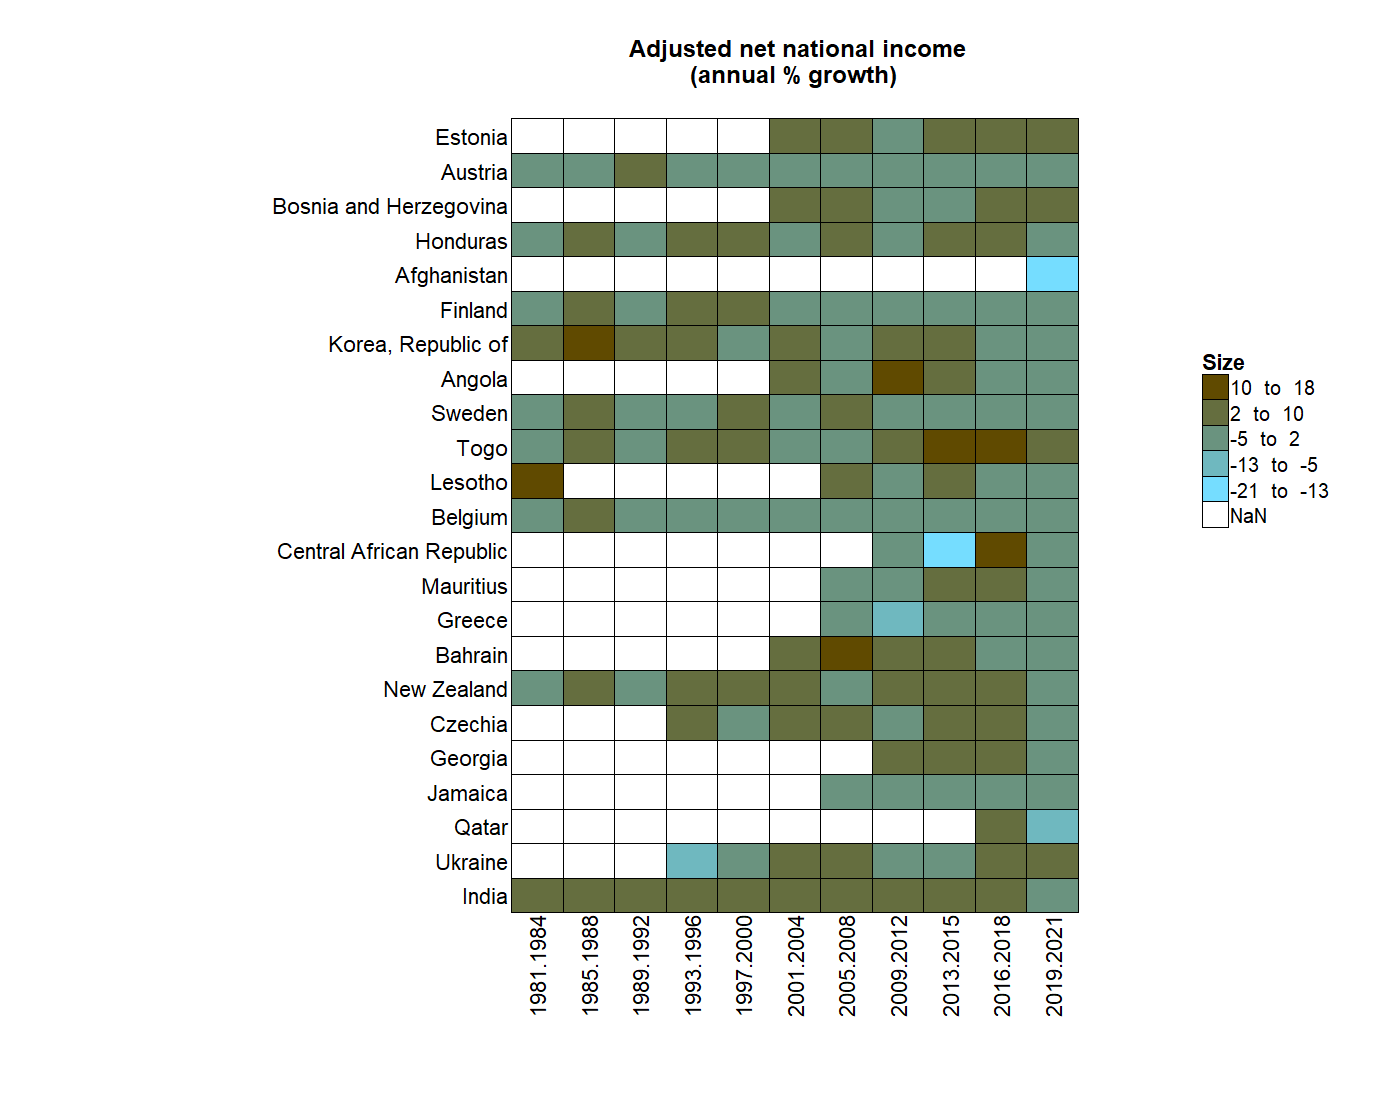 Adjusted net national income
(annual % growth)
Estonia
Austria
Bosnia and Herzegovina
Honduras
Afghanistan
Finland
Korea, Republic of
Angola
Sweden
Togo
Lesotho
Belgium
Central African Republic
Mauritius
Greece
Bahrain
New Zealand
Czechia
Georgia
Jamaica
Qatar
Ukraine
India
1981.1984
1985.1988
1989.1992
1993.1996
1997.2000
2001.2004
2005.2008
2009.2012
2013.2015
2016.2018
2019.2021
Size
10 to 18
2 to 10
-5 to 2
-13 to -5
-21 to -13
NaN